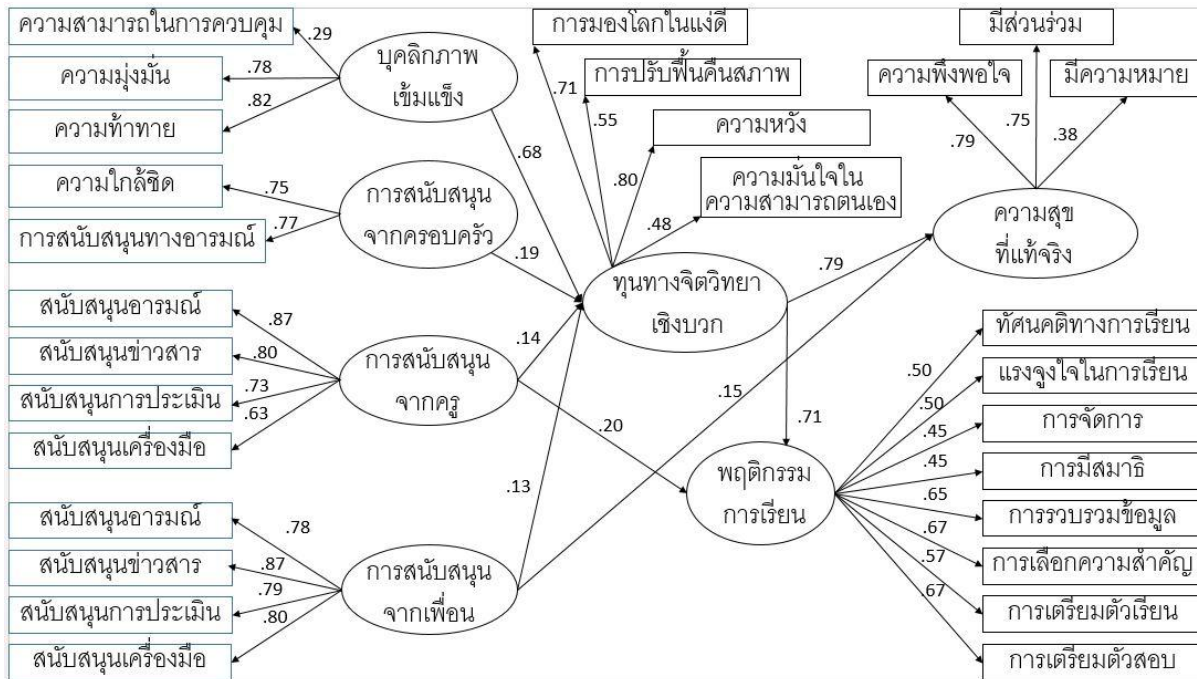 ความสามารถในการควบคุม
.29
ความมุ่งมั่น
.78
ความท้าทาย
.82
บุคลิกภาพ
เข้มแข็ง
.68
ความใกล้ชิด
.75
การสนับสนุนทางอารมณ์
.77
การสนับสนุน
จากครอบครัว
.19
สนับสนุนอารมณ์
.87
สนับสนุนข่าวสาร
.80
สนับสนุนการประเมิน
.73
สนับสนุนเครื่องมือ
.63
การสนับสนุน
จากครู
.14
.20
สนับสนุนอารมณ์
.78
สนับสนุนข่าวสาร
.87
สนับสนุนการประเมิน
.79
สนับสนุนเครื่องมือ
.80
การสนับสนุน
จากเพื่อน
.13
.15
การมองโลกในแง่ดี
.71
การปรับฟื้นคืนสภาพ
.55
ความหวัง
.80
ความมั่นใจใน
ความสามารถตนเอง
.48
ทุนทางจิตวิทยา
เชิงบวก
.79
.71
มีส่วนร่วม
ความพึงพอใจ
มีความหมาย
.79
.75
.38
ความสุข
ที่แท้จริง
พฤติกรรม
การเรียน
ทัศนคติทางการเรียน
.50
แรงจูงใจในการเรียน
.50
การจัดการ
.45
การมีสมาธิ
.45
การรวบรวมข้อมูล
.65
การเลือกความสำคัญ
.67
การเตรียมตัวเรียน
.57
การเตรียมตัวสอบ
.67